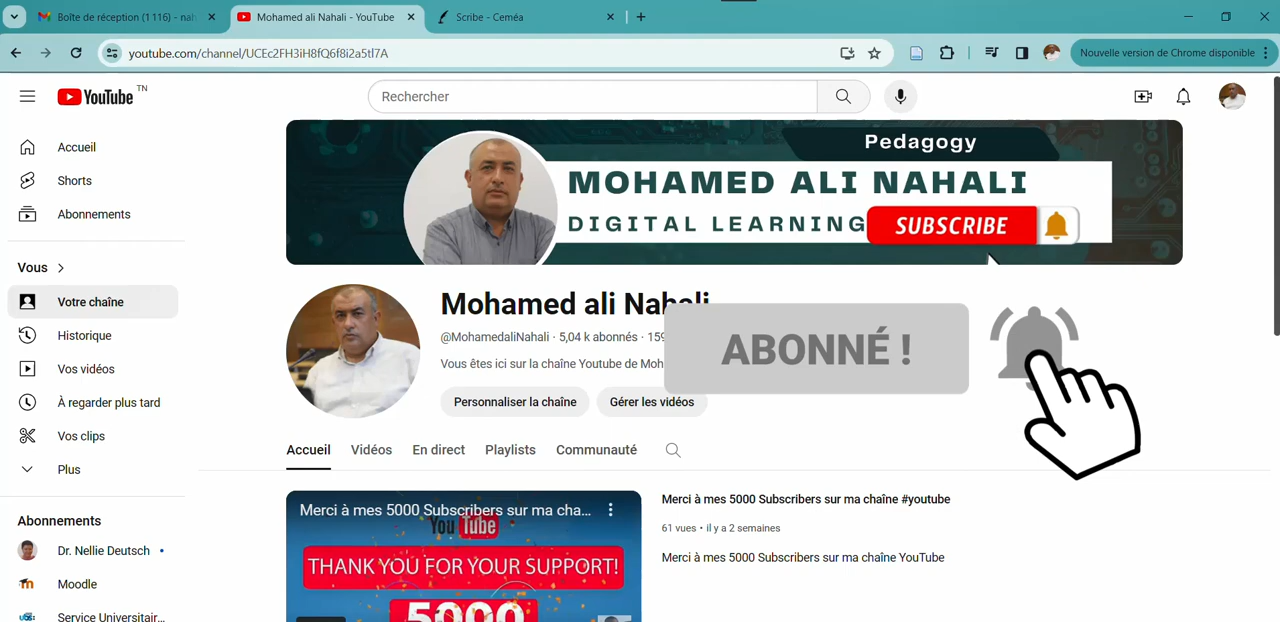 Boîte de réception (1 116) - nah
Mohamed ali Nahali - YouTube
Scribe - Ceméa
youtube.com/channel/UCEc2FH3iH8fQ6f8i2a5tl7A
Nouvelle version de Chrome disponible
YouTube TN
Rechercher
Accueil
Shorts
Abonnements
Vous
Votre chaîne
Historique
Vos vidéos
À regarder plus tard
Vos clips
Plus
Abonnements
Dr. Nellie Deutsch
Moodle
Service Universitair...
Pedagogy
MOHAMED ALI NAHALI
DIGITAL LEARNING
SUBSCRIBE
Mohamed ali Nahali
@MohamedaliNahali · 5,04 k abonnés · 159
Vous êtes ici sur la chaîne Youtube de Moh
ABONNÉ !
Personnaliser la chaîne
Gérer les vidéos
Accueil
Vidéos
En direct
Playlists
Communauté
Merci à mes 5000 Subscribers sur ma cha...
YouTube
THANK YOU FOR YOUR SUPPORT!
5000
Merci à mes 5000 Subscribers sur ma chaîne #youtube
61 vues • il y a 2 semaines
Merci à mes 5000 Subscribers sur ma chaîne YouTube